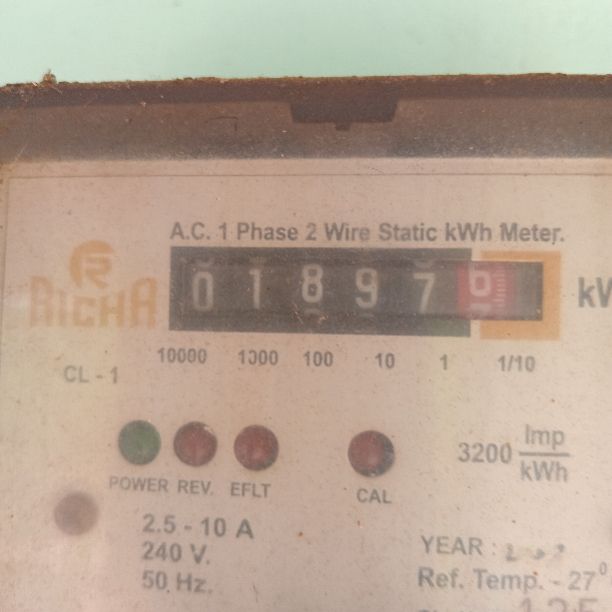 A.C. 1 Phase 2 Wire Static kWh Meter.
RICHA
0 1 8 9 7 6
10000 1000 100 10 1 1/10
CL - 1
3200 Imp/kWh
POWER REV. EFLT CAL
2.5 - 10 A
240 V.
50 Hz.
YEAR :
Ref. Temp. - 27°